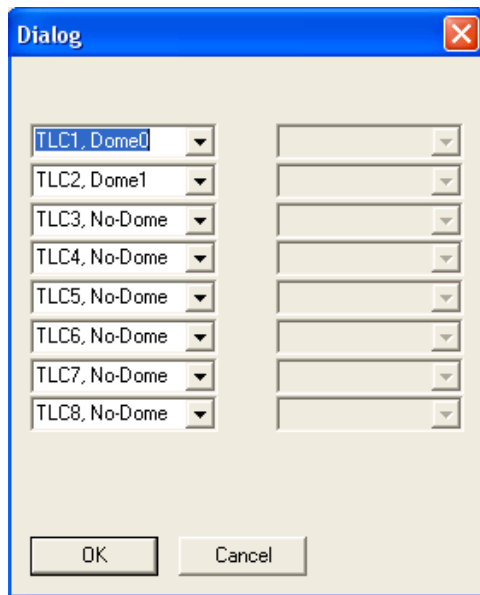 Dialog
TLC1, Dome0
TLC2, Dome1
TLC3, No-Dome
TLC4, No-Dome
TLC5, No-Dome
TLC6, No-Dome
TLC7, No-Dome
TLC8, No-Dome
OK Cancel